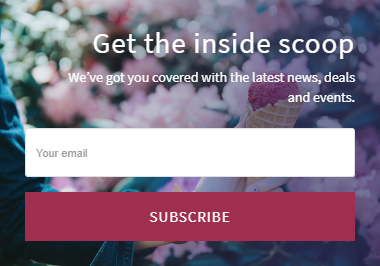 Get the inside scoop
We've got you covered with the latest news, deals
and events.
Your email
SUBSCRIBE